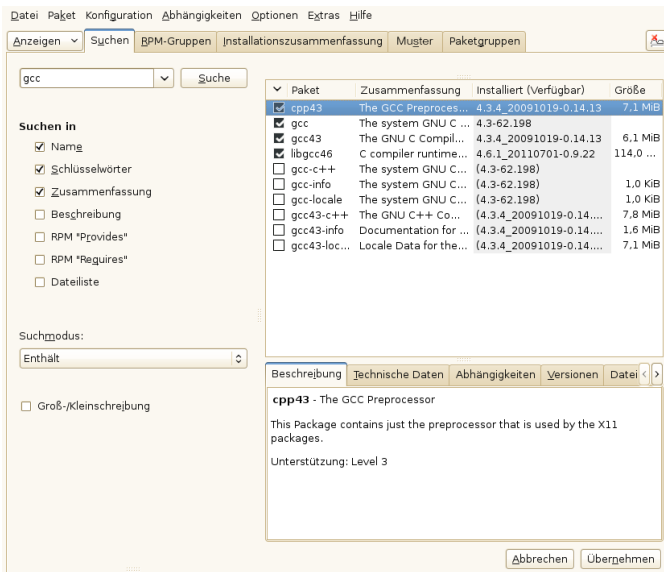 Datei Paket Konfiguration Abhängigkeiten Optionen Extras Hilfe
Anzeigen Suchen RPM-Gruppen Installationszusammenfassung Muster Paketgruppen
gcc Suche
Suchen in
Name
Schlüsselwörter
Zusammenfassung
Beschreibung
RPM "Provides"
RPM "Requires"
Dateiliste
Suchmodus:
Enthält
Groß-/Kleinschreibung
Paket Zusammenfassung Installiert (Verfügbar) Größe
cpp43 The GCC Preproces... 4.3.4_20091019-0.14.13 7,1 MiB
gcc The system GNU C ... 4.3-62.198
gcc43 The GNU C Compil... 4.3.4_20091019-0.14.13 6,1 MiB
libgcc46 C compiler runtime... 4.6.1_20110701-0.9.22 114,0 ...
gcc-c++ The system GNU C... (4.3-62.198)
gcc-info The system GNU C... (4.3-62.198) 1,0 KiB
gcc-locale The system GNU C... (4.3-62.198) 1,0 KiB
gcc43-c++ The GNU C++ Co... (4.3.4_20091019-0.14.... 7,8 MiB
gcc43-info Documentation for ... (4.3.4_20091019-0.14.... 1,6 MiB
gcc43-loc... Locale Data for the... (4.3.4_20091019-0.14.... 7,1 MiB
Beschreibung Technische Daten Abhängigkeiten Versionen Datei
cpp43 - The GCC Preprocessor
This Package contains just the preprocessor that is used by the X11
packages.
Unterstützung: Level 3
Abbrechen Übernehmen